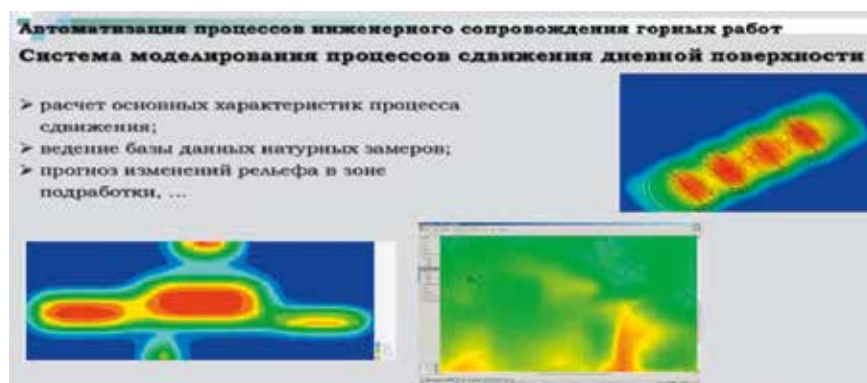 Автоматизация процессов инженерного сопровождения горных работ
Система моделирования процессов сдвижения дневной поверхности
➢ расчет основных характеристик процесса
сдвижения;
➢ ведение базы данных натурных замеров;
➢ прогноз изменений рельефа в зоне
подработки, ...